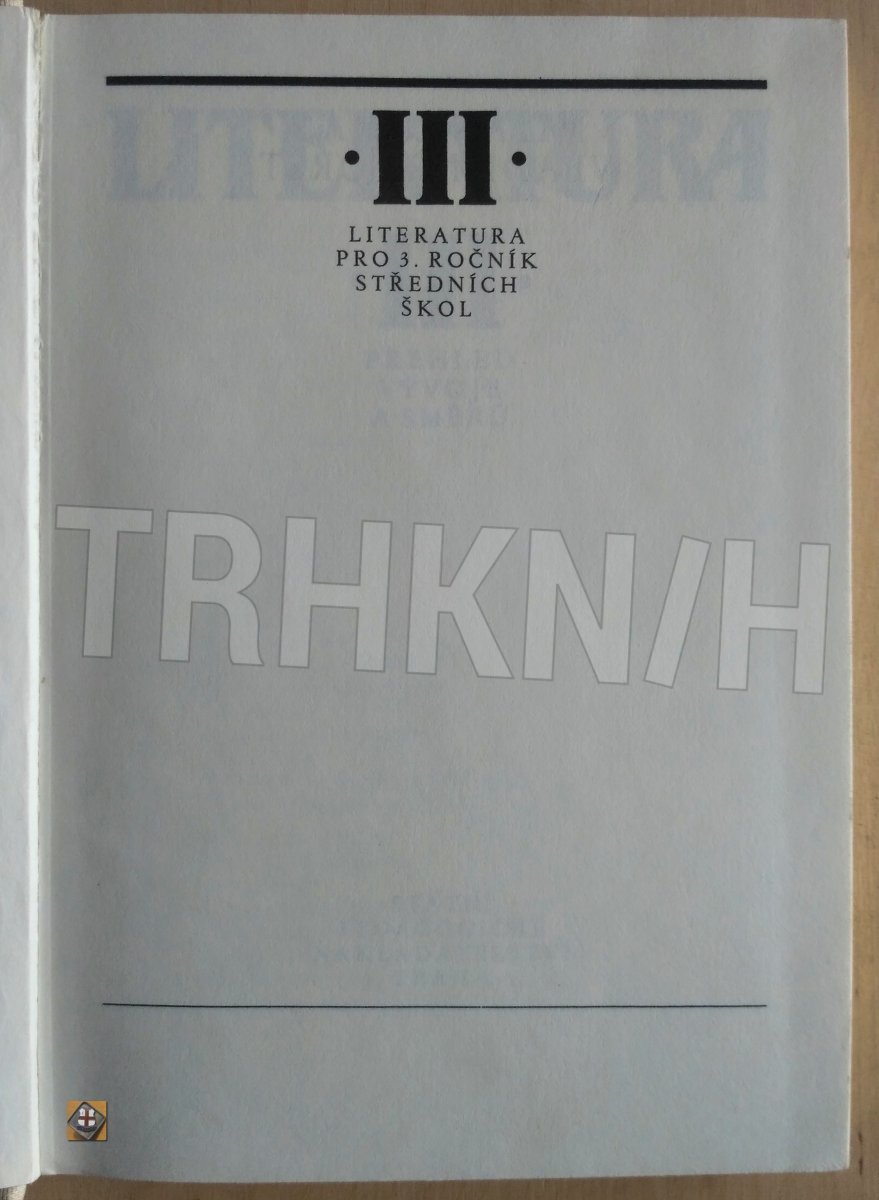 ·III·
LITERATURA
PRO 3. ROČNÍK
STŘEDNÍCH
ŠKOL
TRHKNIH